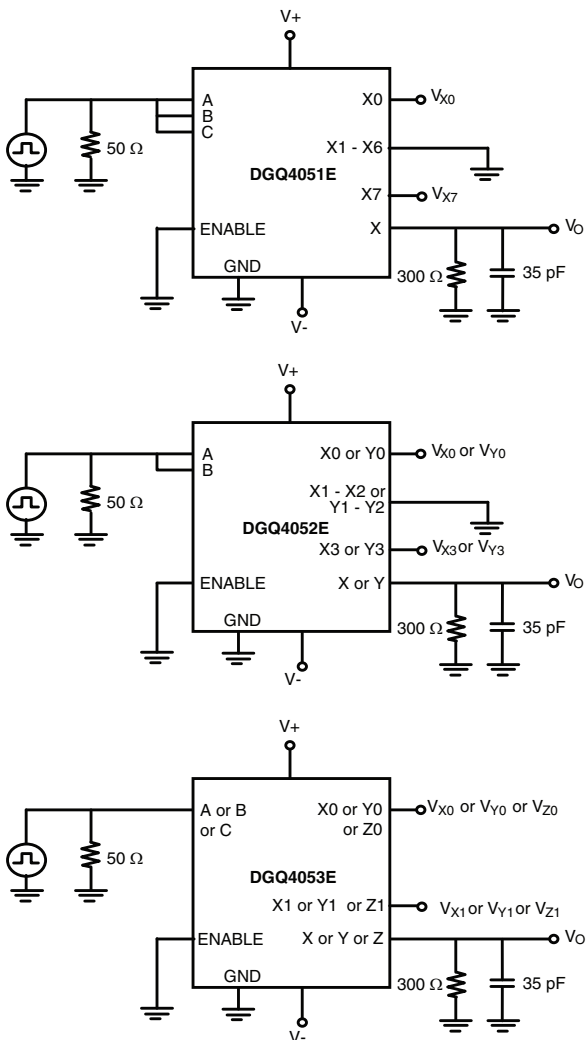 V+
A
B
C
50 Ω
X0
VX0
X1 - X6
DGQ4051E
X7
VX7
ENABLE
X
VO
GND
300 Ω
35 pF
V-
V+
A
B
50 Ω
X0 or Y0
VX0 or VY0
X1 - X2 or
Y1 - Y2
DGQ4052E
X3 or Y3
VX3 or VY3
ENABLE
X or Y
VO
GND
300 Ω
35 pF
V-
V+
A or B
or C
50 Ω
X0 or Y0
or Z0
VX0 or VY0 or VZ0
DGQ4053E
X1 or Y1 or Z1
VX1 or VY1 or VZ1
ENABLE
X or Y or Z
VO
GND
300 Ω
35 pF
V-